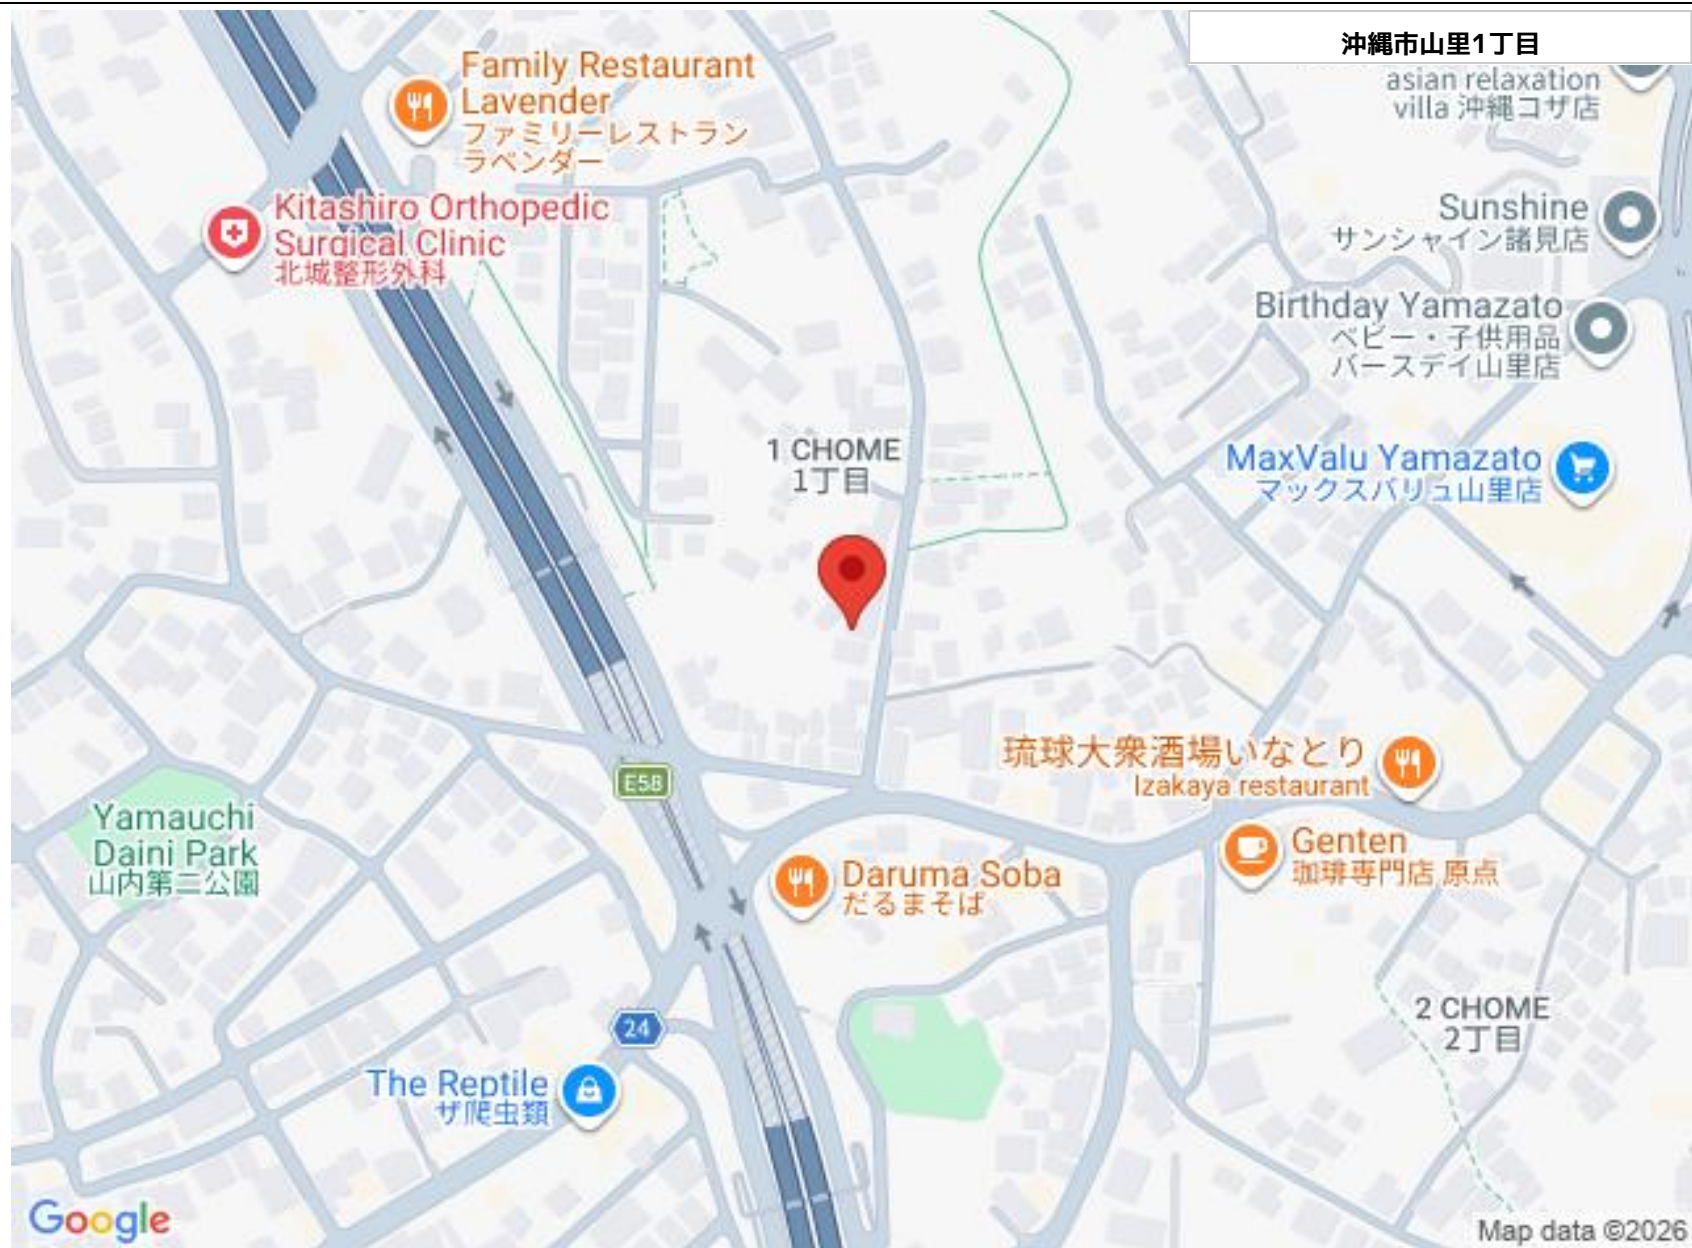 沖縄市山里1丁目
Family Restaurant
Lavender
ファミリーレストラン
ラベンダー
asian relaxation
villa 沖縄コザ店
Kitashiro Orthopedic
Surgical Clinic
北城整形外科
Sunshine
サンシャイン諸見店
Birthday Yamazato
ベビー・子供用品
バースデイ山里店
1 CHOME
1丁目
MaxValu Yamazato
マックスバリュ山里店
琉球大衆酒場いなとり
Izakaya restaurant
E58
Yamauchi
Daini Park
山内第二公園
Daruma Soba
だるまそば
Genten
珈琲専門店 原点
24
2 CHOME
2丁目
The Reptile
ザ爬虫類
Google
Map data ©2026